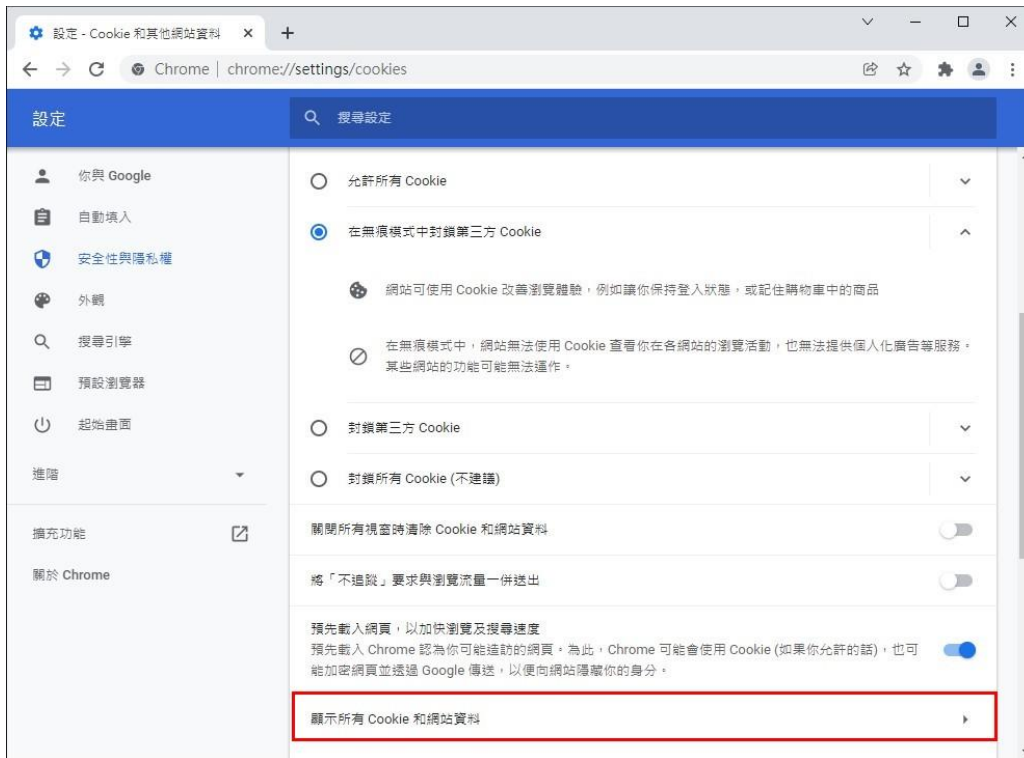 設定 - Cookie 和其他網站資料
Chrome | chrome://settings/cookies
設定
搜尋設定
你與 Google
自動填入
安全性與隱私權
外觀
搜尋引擎
預設瀏覽器
起始畫面
進階
擴充功能
關於 Chrome
允許所有 Cookie
在無痕模式中封鎖第三方 Cookie
網站可使用 Cookie 改善瀏覽體驗，例如讓你保持登入狀態，或記住購物車中的商品
在無痕模式中，網站無法使用 Cookie 查看你在各網站的瀏覽活動，也無法提供個人化廣告等服務。
某些網站的功能可能無法運作。
封鎖第三方 Cookie
封鎖所有 Cookie (不建議)
關閉所有視窗時清除 Cookie 和網站資料
將「不追蹤」要求與瀏覽流量一併送出
預先載入網頁，以加快瀏覽及搜尋速度
預先載入 Chrome 認為你可能造訪的網頁。為此，Chrome 可能會使用 Cookie (如果你允許的話)，也可
能加密網頁並透過 Google 傳送，以便向網站隱藏你的身分。
顯示所有 Cookie 和網站資料